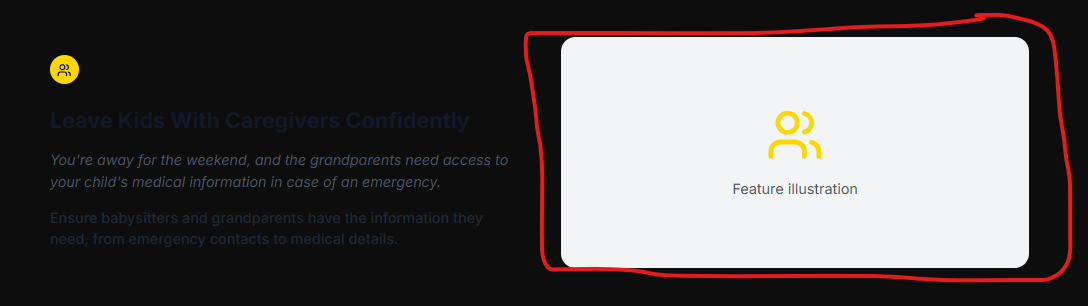 Leave Kids With Caregivers Confidently
You're away for the weekend, and the grandparents need access to
your child's medical information in case of an emergency.
Ensure babysitters and grandparents have the information they
need, from emergency contacts to medical details.
Feature illustration